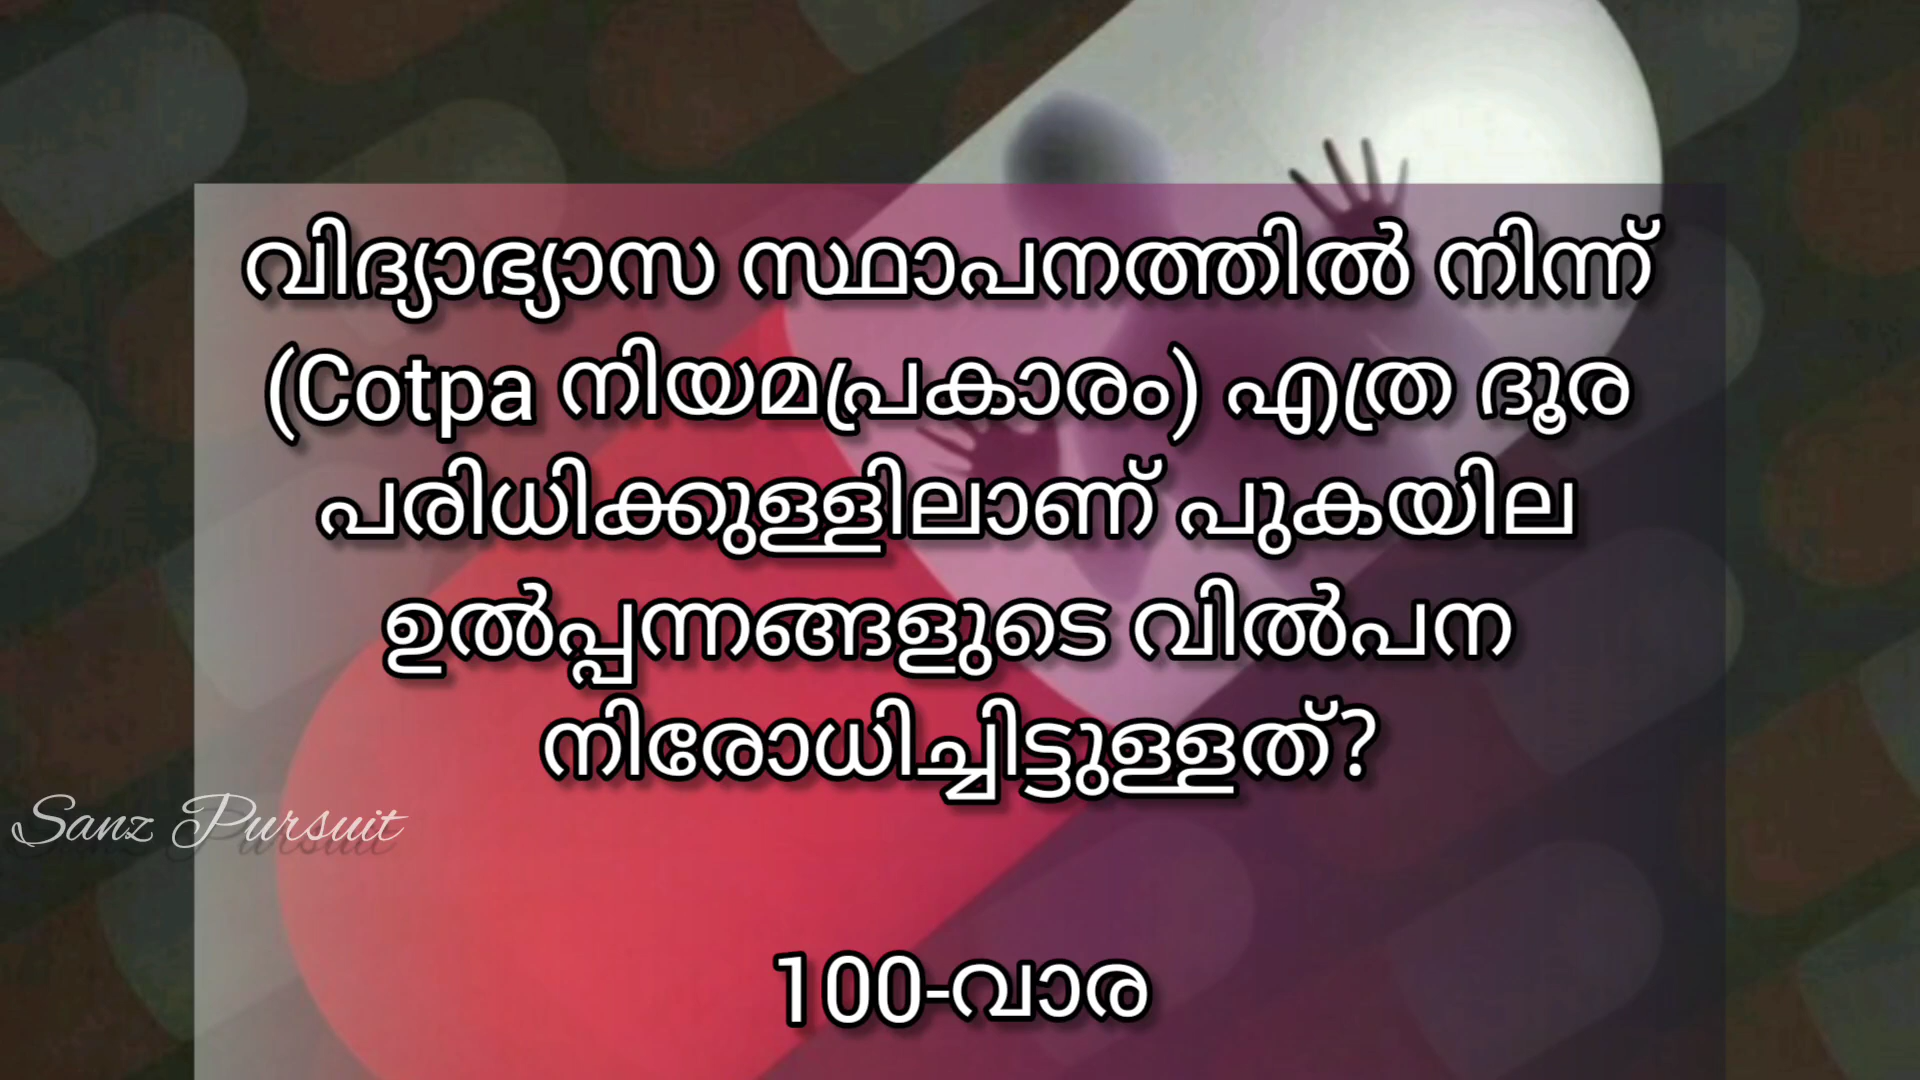 വിദ്യാഭ്യാസ സ്ഥാപനത്തിൽ നിന്ന്
(Cotpa നിയമപ്രകാരം) എത്ര ദൂര
പരിധിക്കുള്ളിലാണ് പുകയില
ഉൽപ്പന്നങ്ങളുടെ വിൽപന
നിരോധിച്ചിട്ടുള്ളത്?
Sanz Pursuit
100-വാര